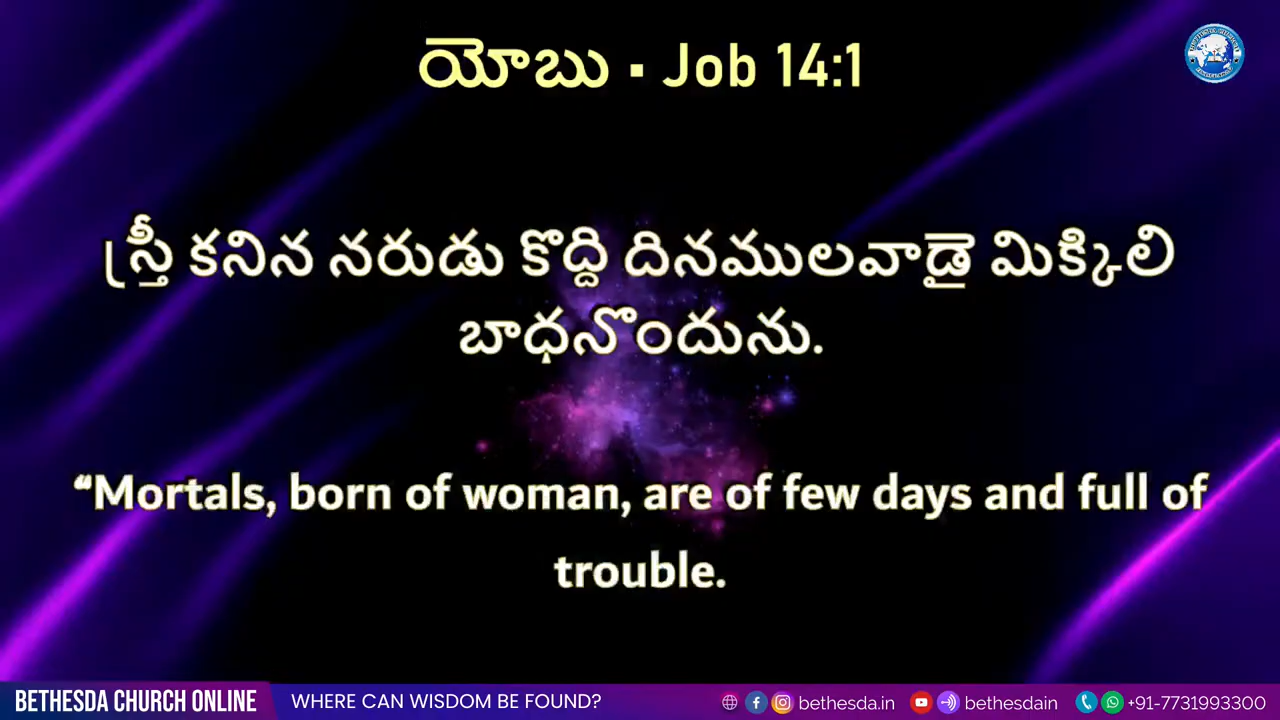 యోబు ▪ Job 14:1
స్త్రీ కనిన నరుడు కొద్ది దినములవాడై మిక్కిలి
బాధనొందును.
“Mortals, born of woman, are of few days and full of
trouble.
BETHESDA CHURCH ONLINE WHERE CAN WISDOM BE FOUND? bethesda.in bethesdain +91-7731993300